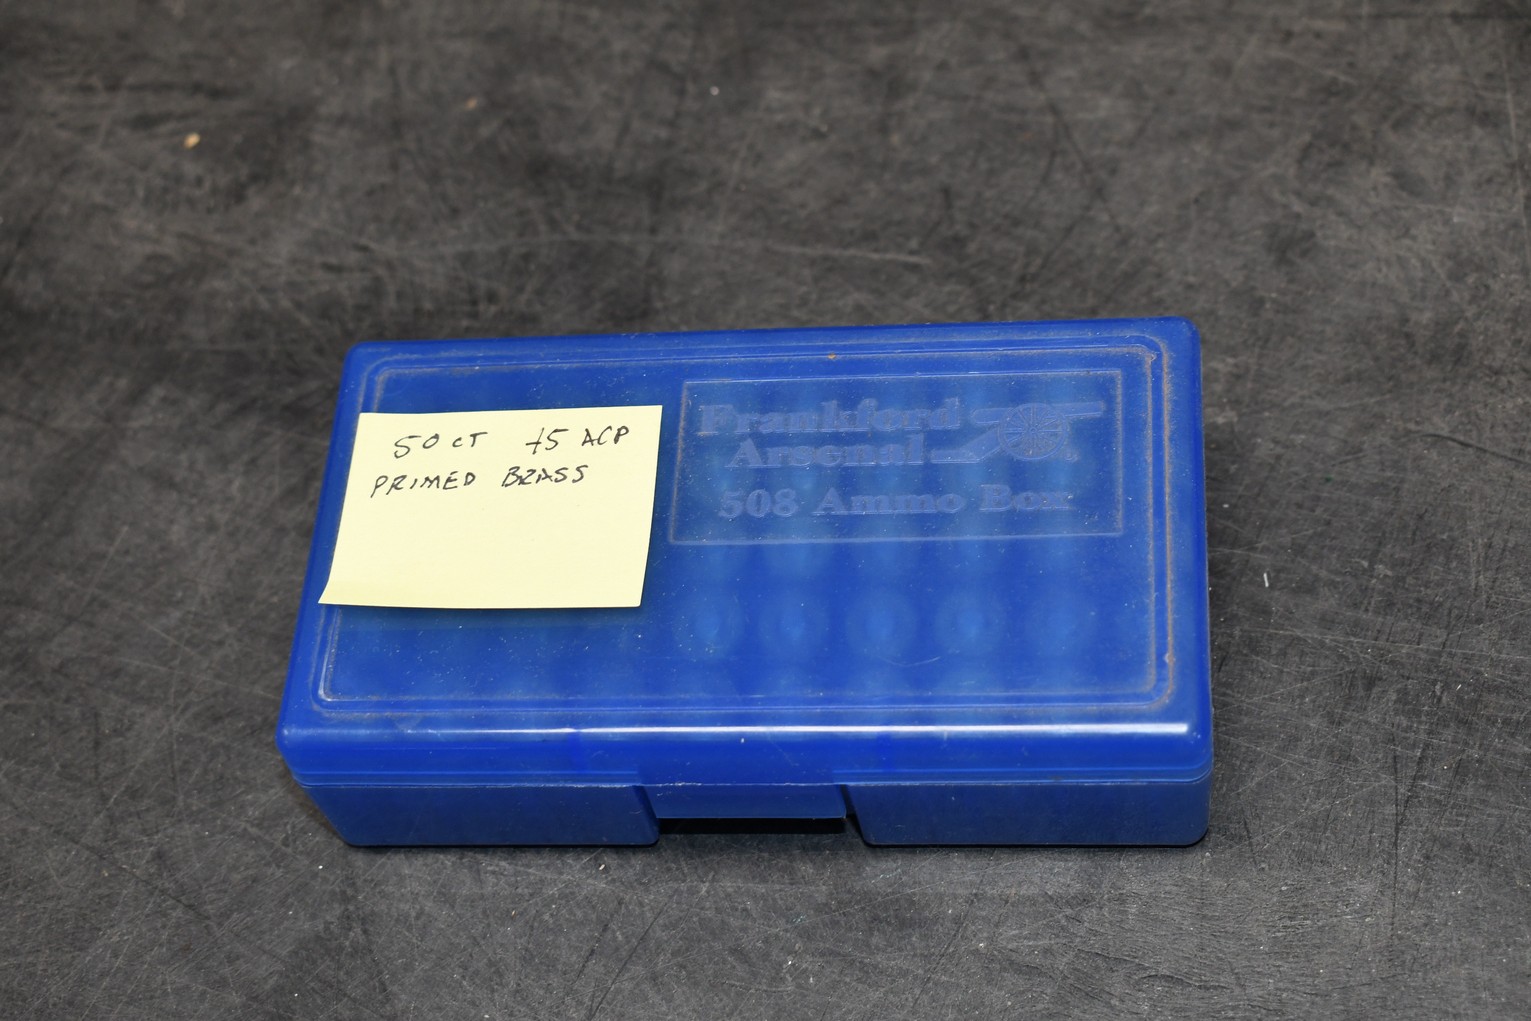 50 CT 45 ACP
PRIMED BRASS
Frankford
Arsenal
508 Ammo Box